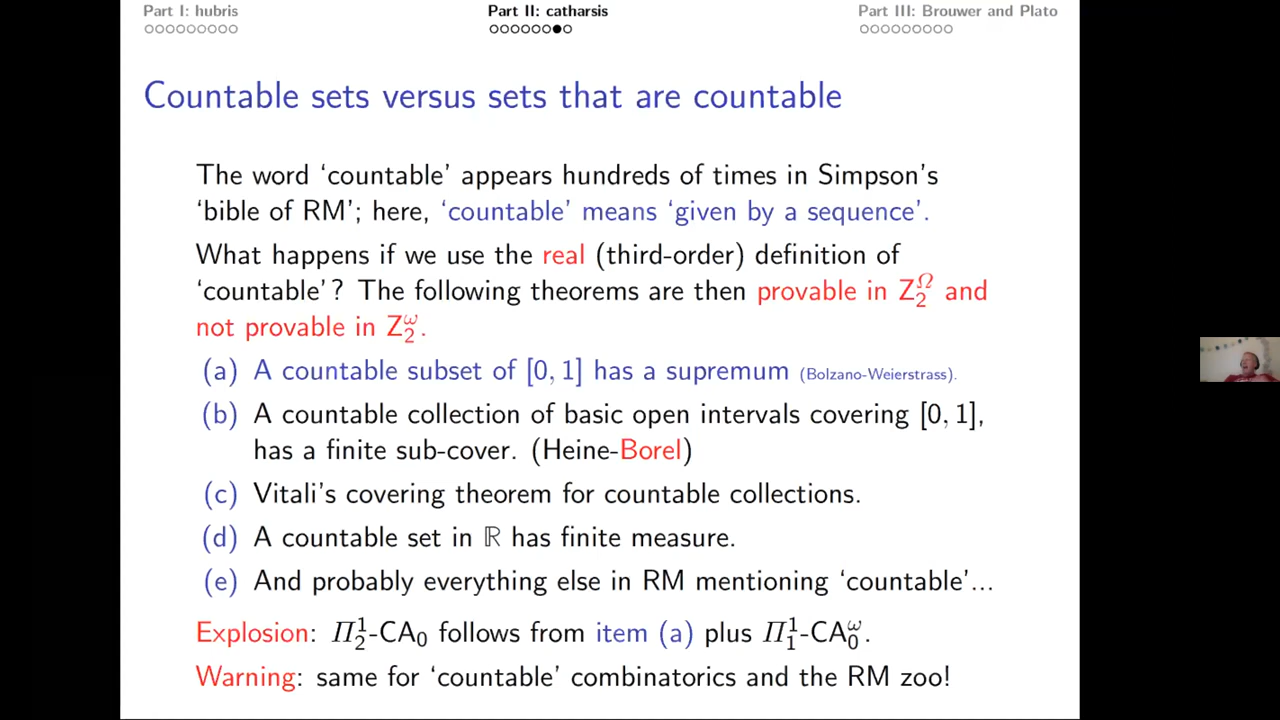 Part I: hubris
Part II: catharsis
Part III: Brouwer and Plato
Countable sets versus sets that are countable
The word ‘countable’ appears hundreds of times in Simpson’s
‘bible of RM’; here, ‘countable’ means ‘given by a sequence’.
What happens if we use the real (third-order) definition of
‘countable’? The following theorems are then provable in Z₂^Ω and
not provable in Z₂^ω.
(a) A countable subset of [0, 1] has a supremum (Bolzano-Weierstrass).
(b) A countable collection of basic open intervals covering [0, 1],
has a finite sub-cover. (Heine-Borel)
(c) Vitali’s covering theorem for countable collections.
(d) A countable set in ℝ has finite measure.
(e) And probably everything else in RM mentioning ‘countable’...
Explosion: Π¹₂-CA₀ follows from item (a) plus Π¹₁-CA₀^ω.
Warning: same for ‘countable’ combinatorics and the RM zoo!